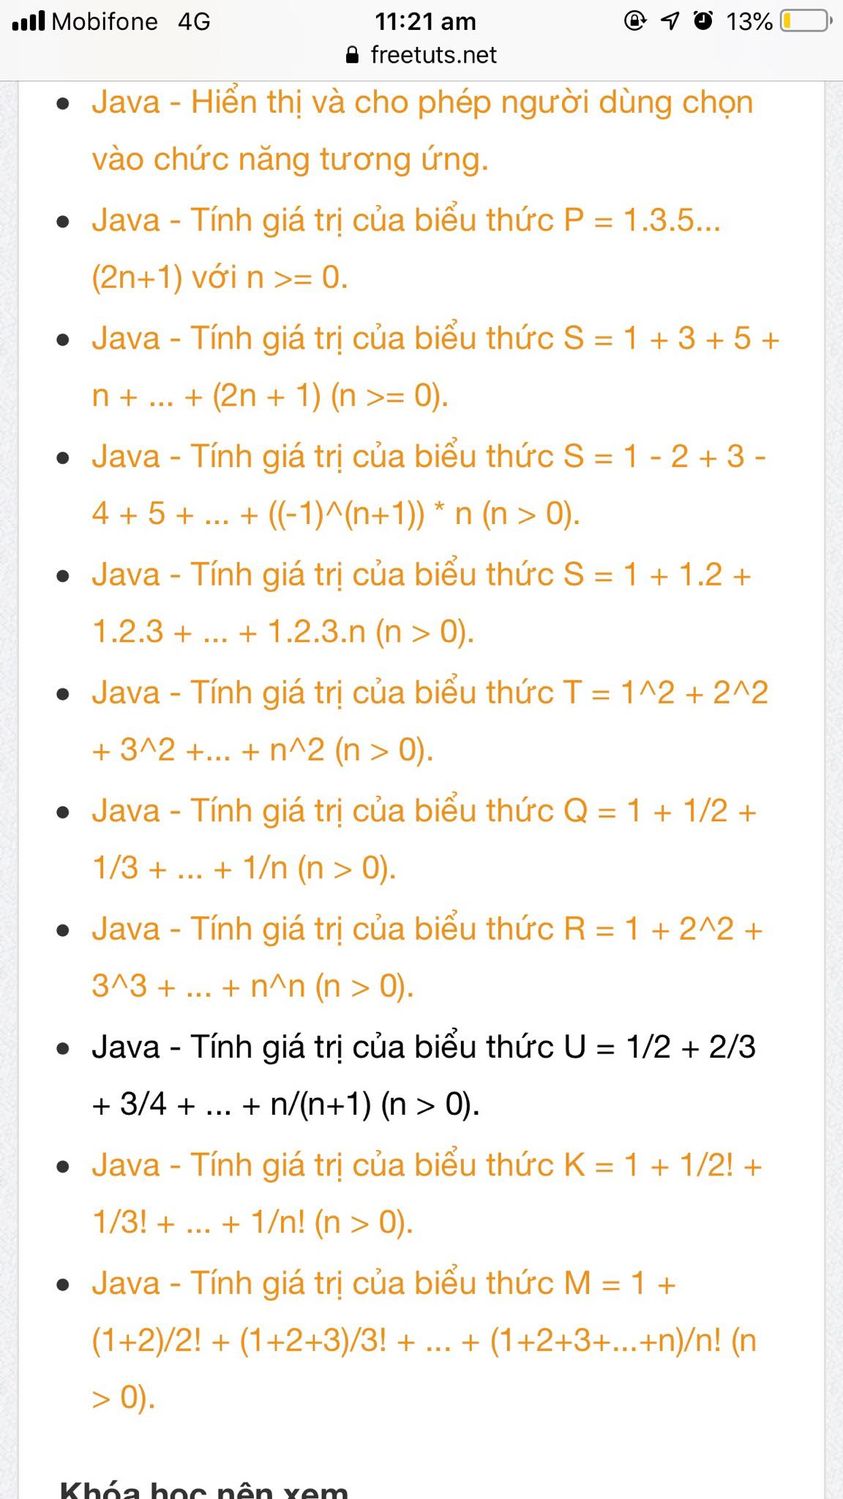 Mobifone 4G 11:21 am 13%
freetuts.net
Java - Hiển thị và cho phép người dùng chọn
vào chức năng tương ứng.
Java - Tính giá trị của biểu thức P = 1.3.5...
(2n+1) với n >= 0.
Java - Tính giá trị của biểu thức S = 1 + 3 + 5 +
n + ... + (2n + 1) (n >= 0).
Java - Tính giá trị của biểu thức S = 1 - 2 + 3 -
4 + 5 + ... + ((-1)^(n+1)) * n (n > 0).
Java - Tính giá trị của biểu thức S = 1 + 1.2 +
1.2.3 + ... + 1.2.3.n (n > 0).
Java - Tính giá trị của biểu thức T = 1^2 + 2^2
+ 3^2 +... + n^2 (n > 0).
Java - Tính giá trị của biểu thức Q = 1 + 1/2 +
1/3 + ... + 1/n (n > 0).
Java - Tính giá trị của biểu thức R = 1 + 2^2 +
3^3 + ... + n^n (n > 0).
Java - Tính giá trị của biểu thức U = 1/2 + 2/3
+ 3/4 + ... + n/(n+1) (n > 0).
Java - Tính giá trị của biểu thức K = 1 + 1/2! +
1/3! + ... + 1/n! (n > 0).
Java - Tính giá trị của biểu thức M = 1 +
(1+2)/2! + (1+2+3)/3! + ... + (1+2+3+...+n)/n! (n
> 0).
Khóa học nên xem